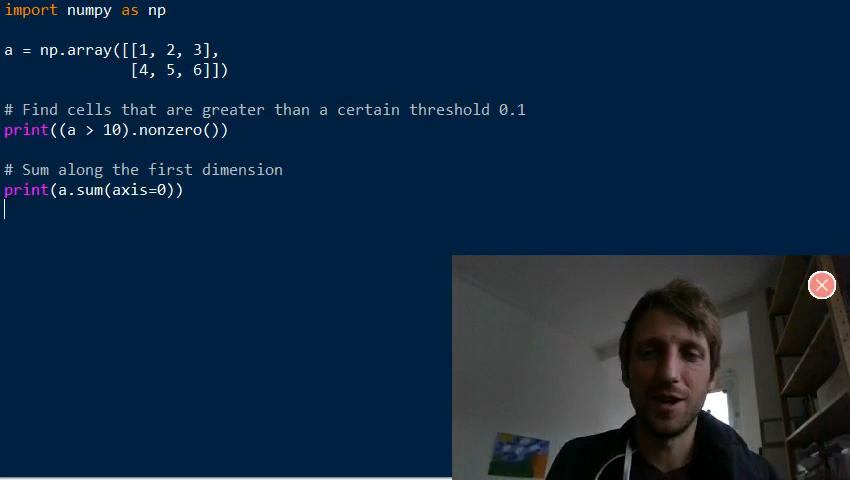 import numpy as np
a = np.array([[1, 2, 3],
[4, 5, 6]])
# Find cells that are greater than a certain threshold 0.1
print((a > 10).nonzero())
# Sum along the first dimension
print(a.sum(axis=0))